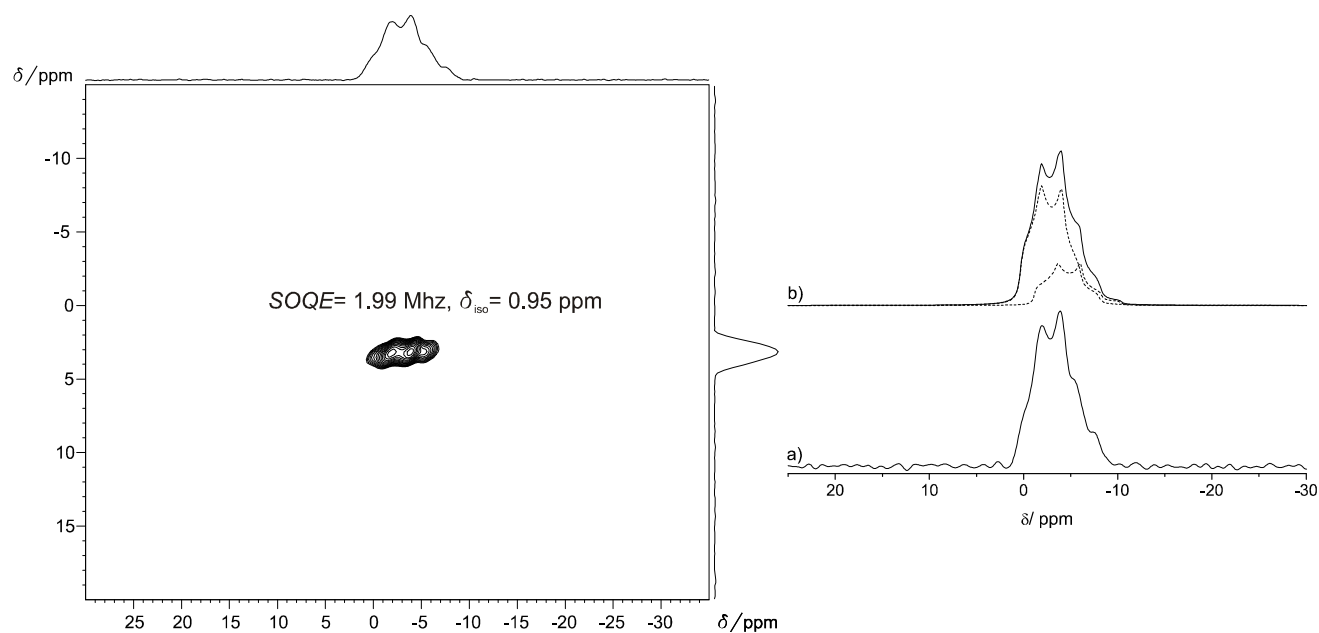 δ/ppm
-10
-5
0
5
10
15
SOQE= 1.99 Mhz, δiso= 0.95 ppm
25 20 15 10 5 0 -5 -10 -15 -20 -25 -30
δ/ppm
b)
a)
20 10 0 -10 -20 -30
δ/ ppm